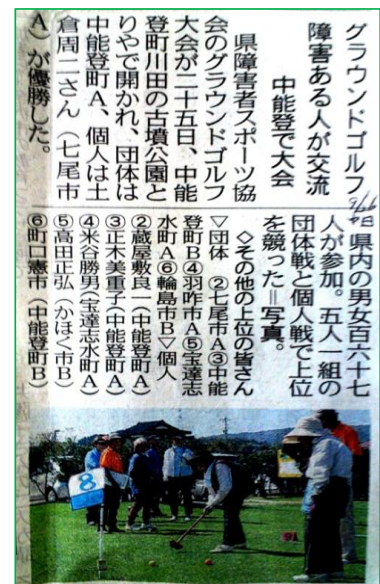 グラウンドゴルフ
障害ある人が交流
中能登で大会
県障害者スポーツ協
会のグラウンドゴルフ
大会が二十五日、中能
登町川田の古墳公園と
りやで開かれ、団体は
中能登町A、個人は土
倉周二さん(七尾市
A)が優勝した。
県内の男女百六十七
人が参加。五人一組の
団体戦と個人戦で上位
を競った=写真。
◇その他の上位の皆さん
▽団体 ②七尾市A③中能
登町B④羽咋市A⑤宝達志
水町A⑥輪島市B▽個人
②蔵屋敷良一(中能登町A)
③正木美重子(中能登町A)
④米谷勝男(宝達志水町A)
⑤高田正弘(かほく市B)
⑥町口憲市(中能登町B)
8